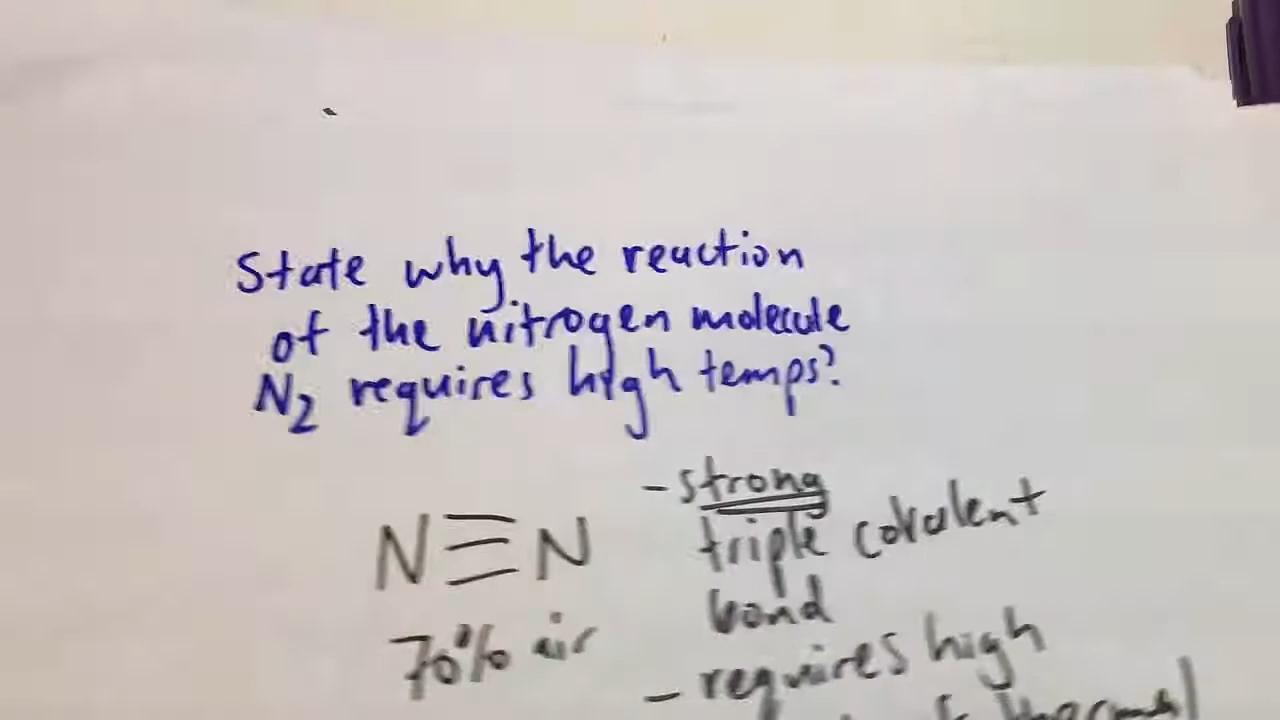 State why the reaction
of the nitrogen molecule
N₂ requires high temps?
- strong
triple covalent
bond
N≡N
70% air
- requires high
thermal